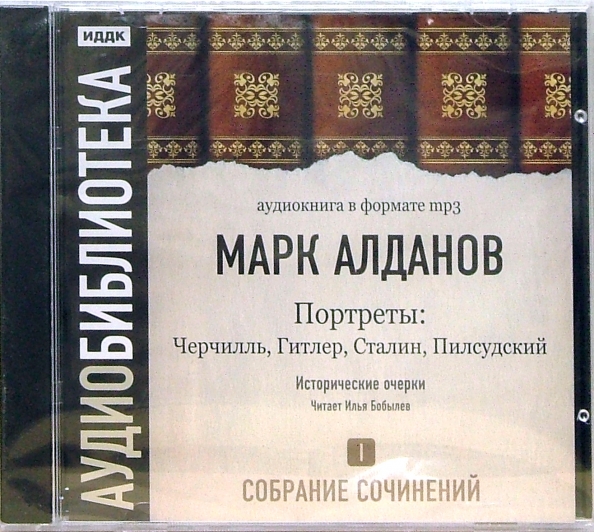 ИДДК
АУДИОБИБЛИОТЕКА
аудиокнига в формате mp3
МАРК АЛДАНОВ
Портреты:
Черчилль, Гитлер, Сталин, Пилсудский
Исторические очерки
Читает Илья Бобылев
1
СОБРАНИЕ СОЧИНЕНИЙ